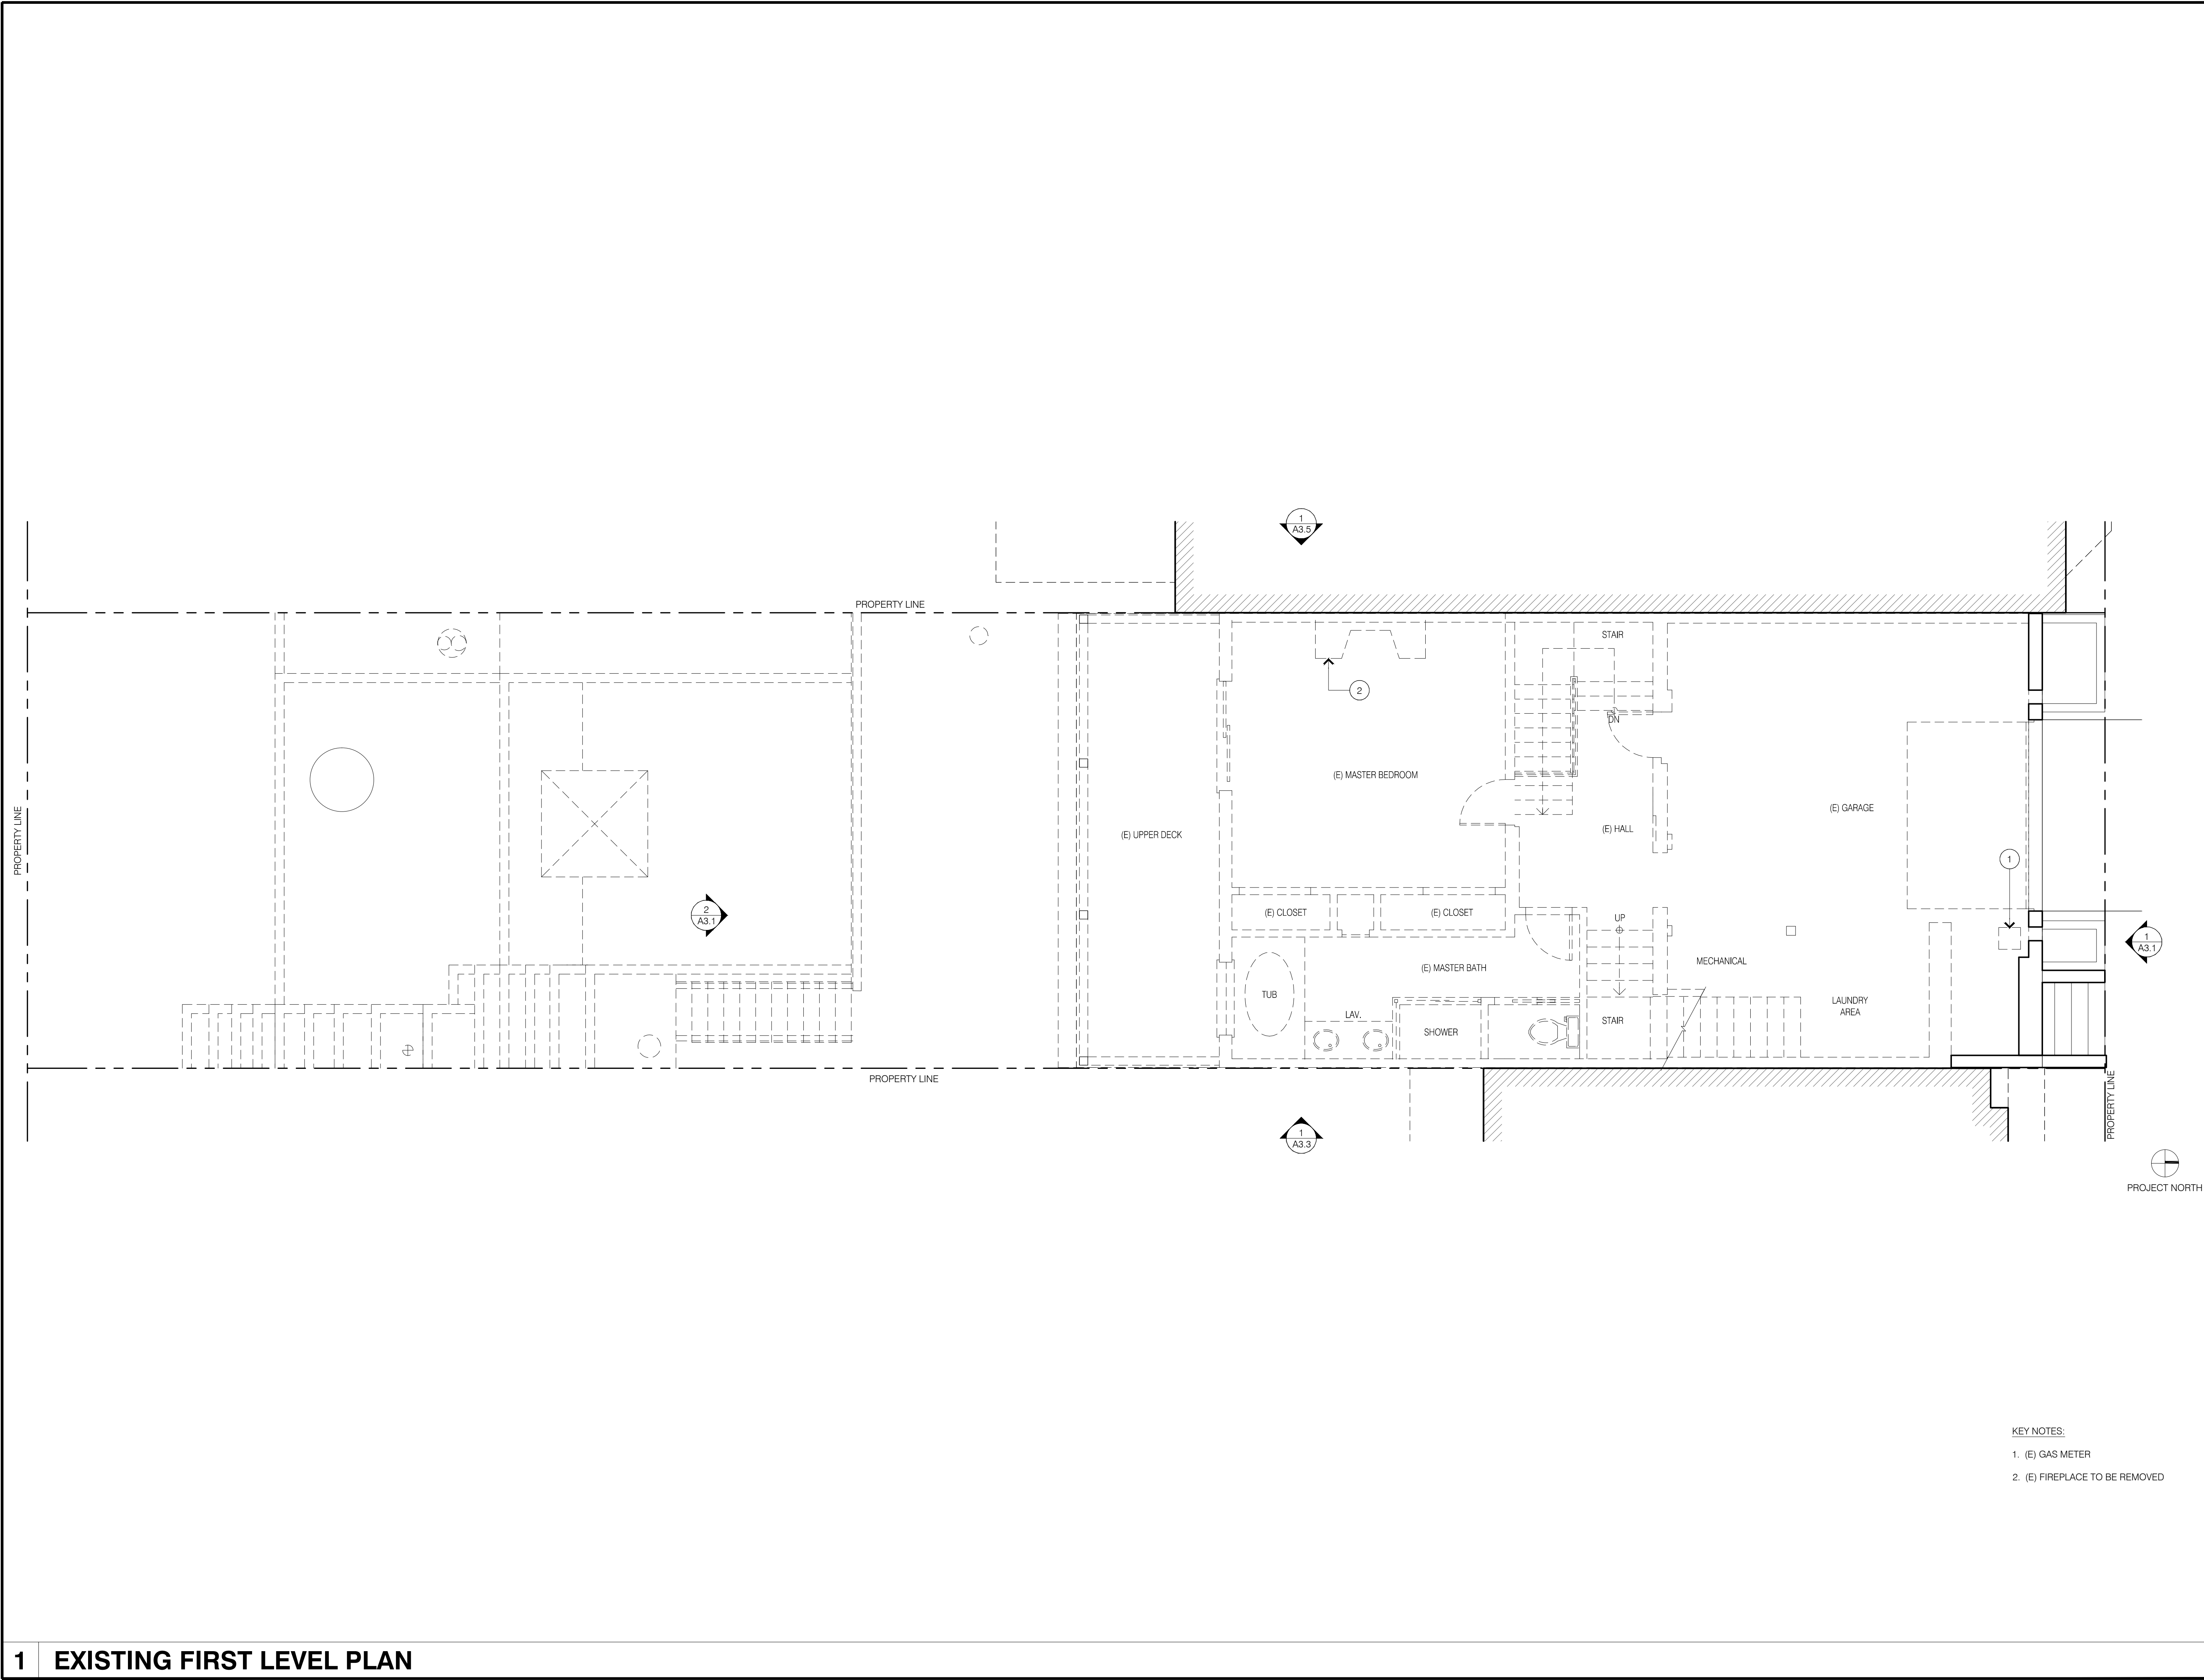 1
A3.5
PROPERTY LINE
STAIR
2
DN
(E) MASTER BEDROOM
(E) GARAGE
PROPERTY LINE
(E) UPPER DECK
(E) HALL
1
2
A3.1
(E) CLOSET
(E) CLOSET
UP
1
A3.1
MECHANICAL
(E) MASTER BATH
TUB
LAUNDRY
AREA
LAV.
STAIR
SHOWER
PROPERTY LINE
PROPERTY LINE
1
A3.3
PROJECT NORTH
KEY NOTES:
1. (E) GAS METER
2. (E) FIREPLACE TO BE REMOVED
1 EXISTING FIRST LEVEL PLAN